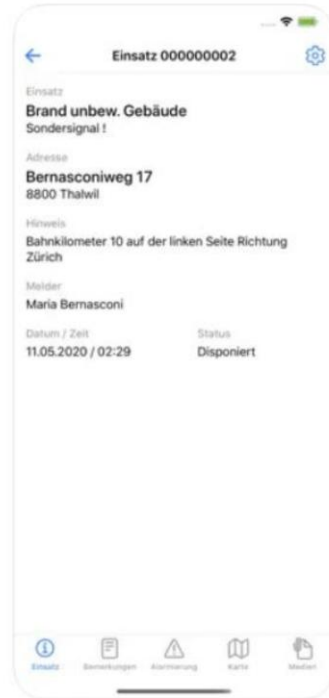 Einsatz 000000002
Einsatz
Brand unbew. Gebäude
Sondersignal !
Adresse
Bernasconiweg 17
8800 Thalwil
Hinweis
Bahnkilometer 10 auf der linken Seite Richtung
Zürich
Melder
Maria Bernasconi
Datum / Zeit Status
11.05.2020 / 02:29 Disponiert
Einsatz Bemerkungen Alarmierung Karte Medien